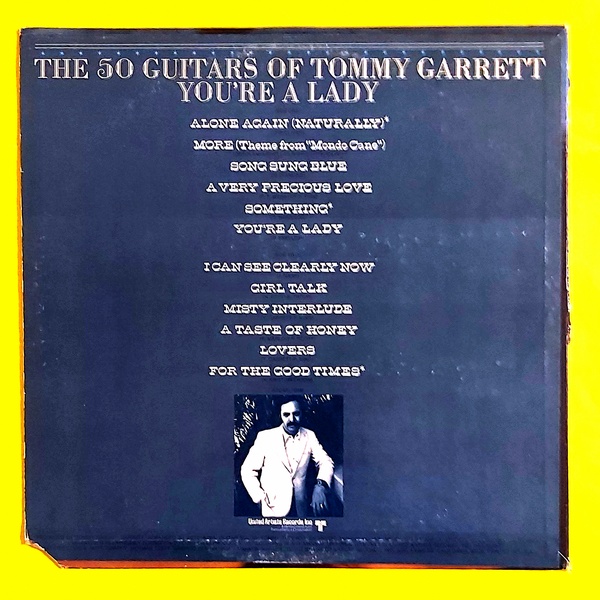 THE 50 GUITARS OF TOMMY GARRETT
YOU'RE A LADY
ALONE AGAIN (NATURALLY)*
MORE (Theme from "Mondo Cane")
SONG SUNG BLUE
A VERY PRECIOUS LOVE
SOMETHING*
YOU'RE A LADY
I CAN SEE CLEARLY NOW
GIRL TALK
MISTY INTERLUDE
A TASTE OF HONEY
LOVERS
FOR THE GOOD TIMES*
United Artists Records, Inc.